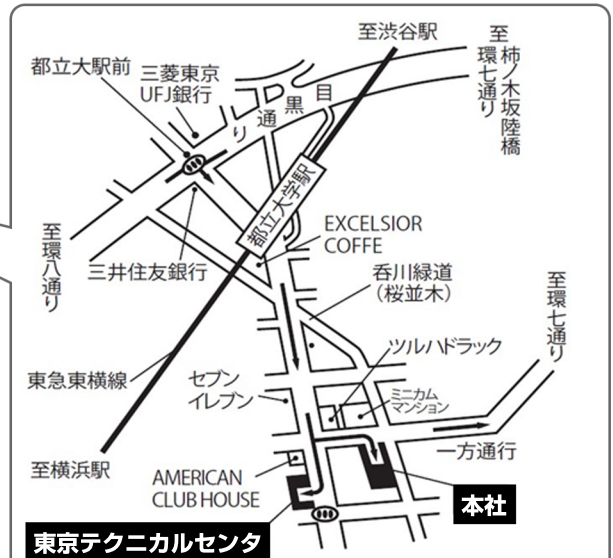 至渋谷駅
至柿ノ木坂陸橋
環七通り
都立大駅前
三菱東京
UFJ銀行
目黒通り
都立大学駅
EXCELSIOR
COFFE
至環八通り
三井住友銀行
呑川緑道
（桜並木）
至環七通り
ツルハドラック
東急東横線
セブン
イレブン
ミニカム
マンション
一方通行
至横浜駅
AMERICAN
CLUB HOUSE
本社
東京テクニカルセンタ